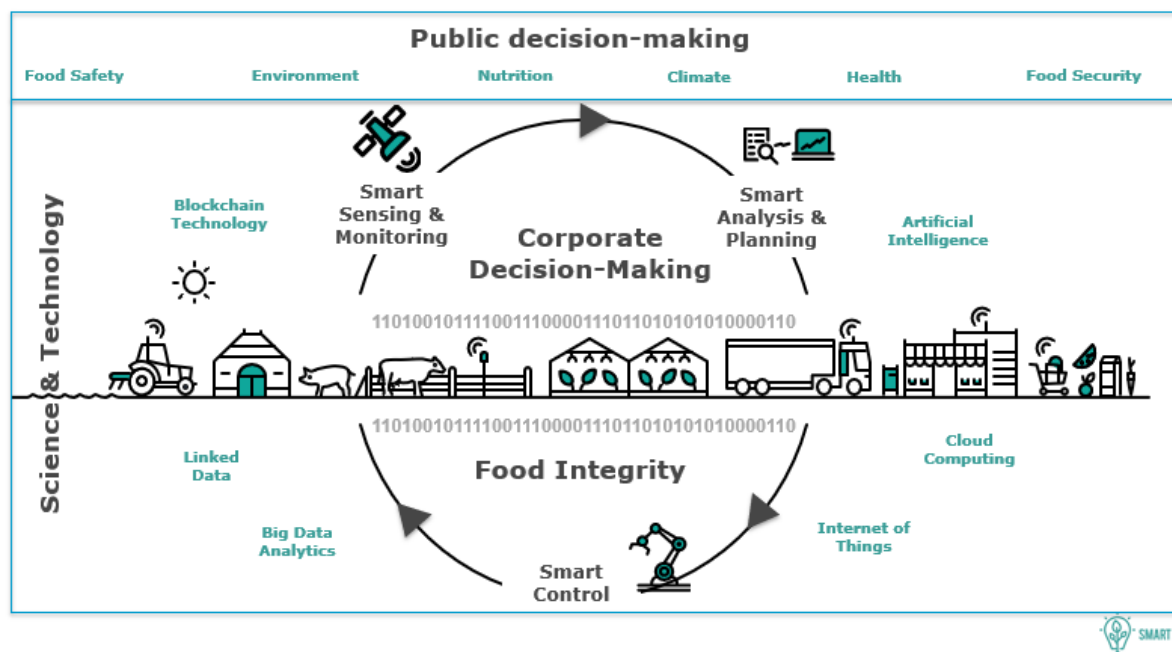 Public decision-making
Food Safety
Environment
Nutrition
Climate
Health
Food Security
Science & Technology
Smart
Sensing &
Monitoring
Smart
Analysis &
Planning
Blockchain
Technology
Artificial
Intelligence
Corporate
Decision-Making
110100101111001110000111011010101010000110
110100101111001110000111011010101010000110
Food Integrity
Linked
Data
Cloud
Computing
Big Data
Analytics
Internet of
Things
Smart
Control
SMART